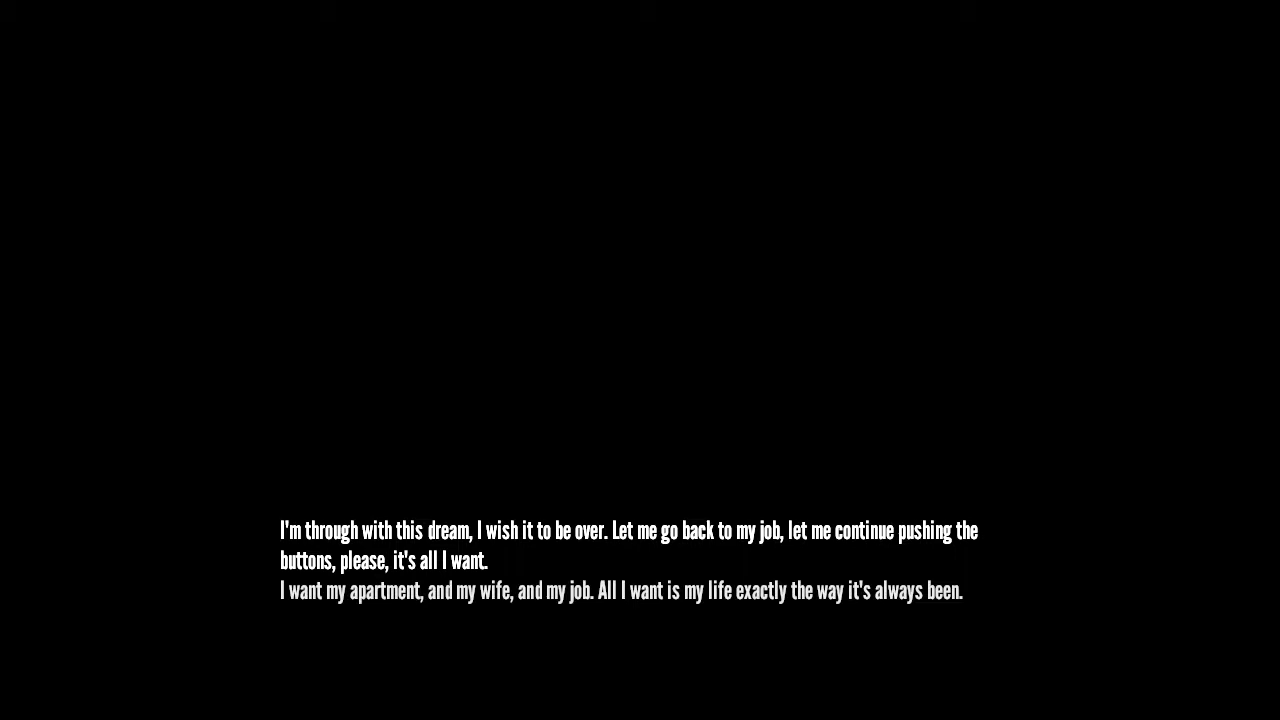 I'm through with this dream, I wish it to be over. Let me go back to my job, let me continue pushing the
buttons, please, it's all I want.
I want my apartment, and my wife, and my job. All I want is my life exactly the way it's always been.